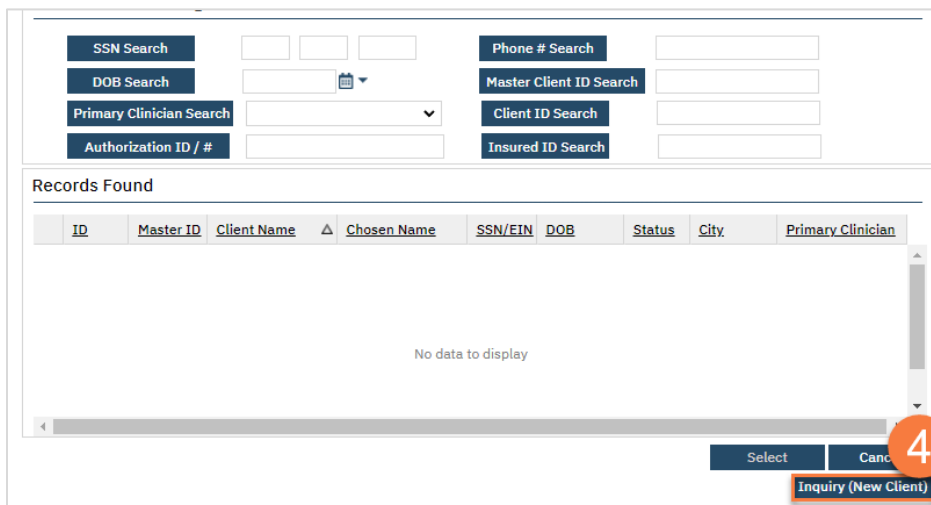 SSN Search Phone # Search
DOB Search Master Client ID Search
Primary Clinician Search Client ID Search
Authorization ID / # Insured ID Search
Records Found
ID Master ID Client Name Chosen Name SSN/EIN DOB Status City Primary Clinician
No data to display
Select Canc 4
Inquiry (New Client)